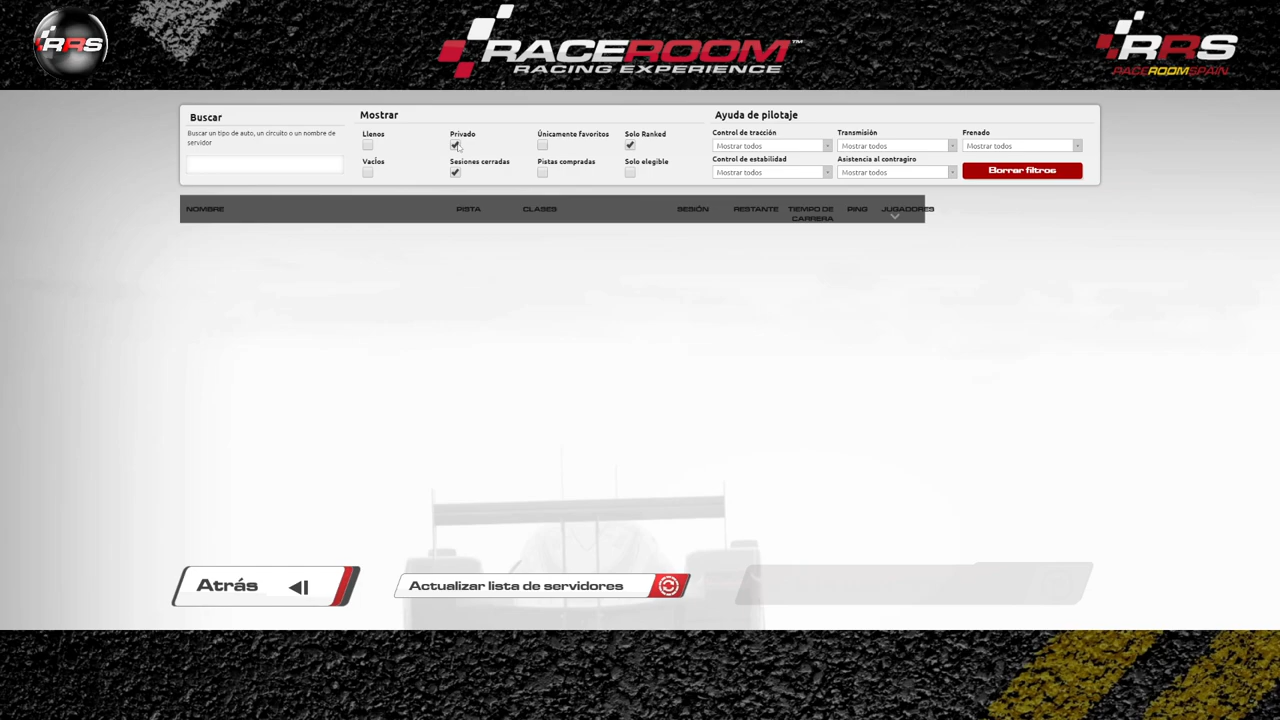 RRS
RACEROOM™
RACING EXPERIENCE
RRS
RACEROOMSPAIN
Buscar
Buscar un tipo de auto, un circuito o un nombre de
servidor
Mostrar
Llenos
Privado
Únicamente favoritos
Solo Ranked
Vacíos
Sesiones cerradas
Pistas compradas
Solo elegible
Ayuda de pilotaje
Control de tracción
Transmisión
Frenado
Mostrar todos
Mostrar todos
Mostrar todos
Control de estabilidad
Asistencia al contragiro
Mostrar todos
Mostrar todos
Borrar filtros
NOMBRE PISTA CLASES SESIÓN RESTANTE TIEMPO DE PING JUGADORES
CARRERA
Atrás
Actualizar lista de servidores